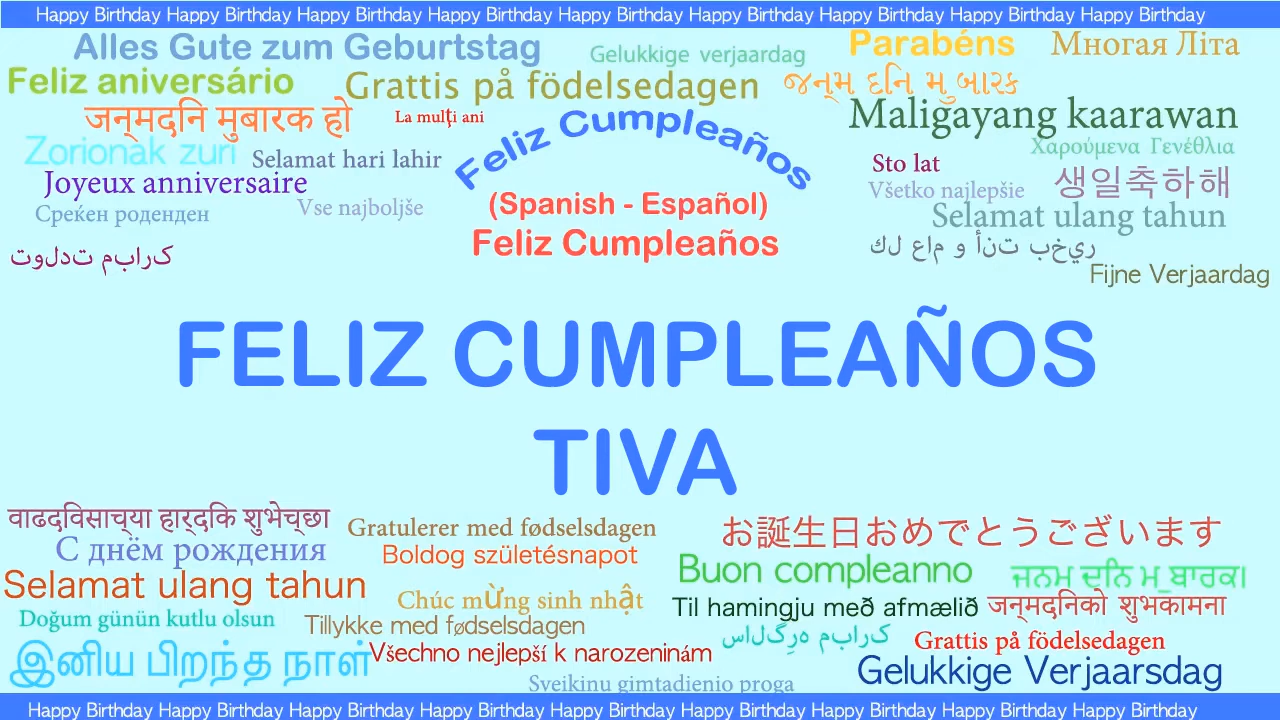 Happy Birthday Happy Birthday Happy Birthday Happy Birthday Happy Birthday Happy Birthday Happy Birthday Happy Birthday Happy Birthday
Alles Gute zum Geburtstag
Gelukkige verjaardag
Parabéns
Многая Літа
Feliz aniversário
Grattis på födelsedagen
જન્મ દિન મુબારક
जन्मदिन मुबारक हो
La mulţi ani
Feliz Cumpleaños
Maligayang kaarawan
Zorionak zuri
Selamat hari lahir
Sto lat
Χαρούμενα Γενέθλια
Joyeux anniversaire
Vse najboljše
(Spanish - Español)
Všetko najlepšie
생일축하해
Среќен роденден
Selamat ulang tahun
Feliz Cumpleaños
تولدت مبارک
كل عام و أنت بخير
Fijne Verjaardag
FELIZ CUMPLEAÑOS
TIVA
वाढदिवसाच्या हार्दिक शुभेच्छा
Gratulerer med fødselsdagen
お誕生日おめでとうございます
С днём рождения
Boldog születésnapot
Buon compleanno
ਜਨਮ ਦਿਨ ਮੁਬਾਰਕ।
Selamat ulang tahun
Chúc mừng sinh nhật
Til hamingju með afmælið
जन्मदिनको शुभकामना
Doğum günün kutlu olsun
Tillykke med fødselsdagen
سالگِرہ مبارک
Grattis på födelsedagen
இனிய பிறந்த நாள்
Všechno nejlepší k narozeninám
Gelukkige Verjaarsdag
Sveikinu gimtadienio proga
Happy Birthday Happy Birthday Happy Birthday Happy Birthday Happy Birthday Happy Birthday Happy Birthday Happy Birthday Happy Birthday